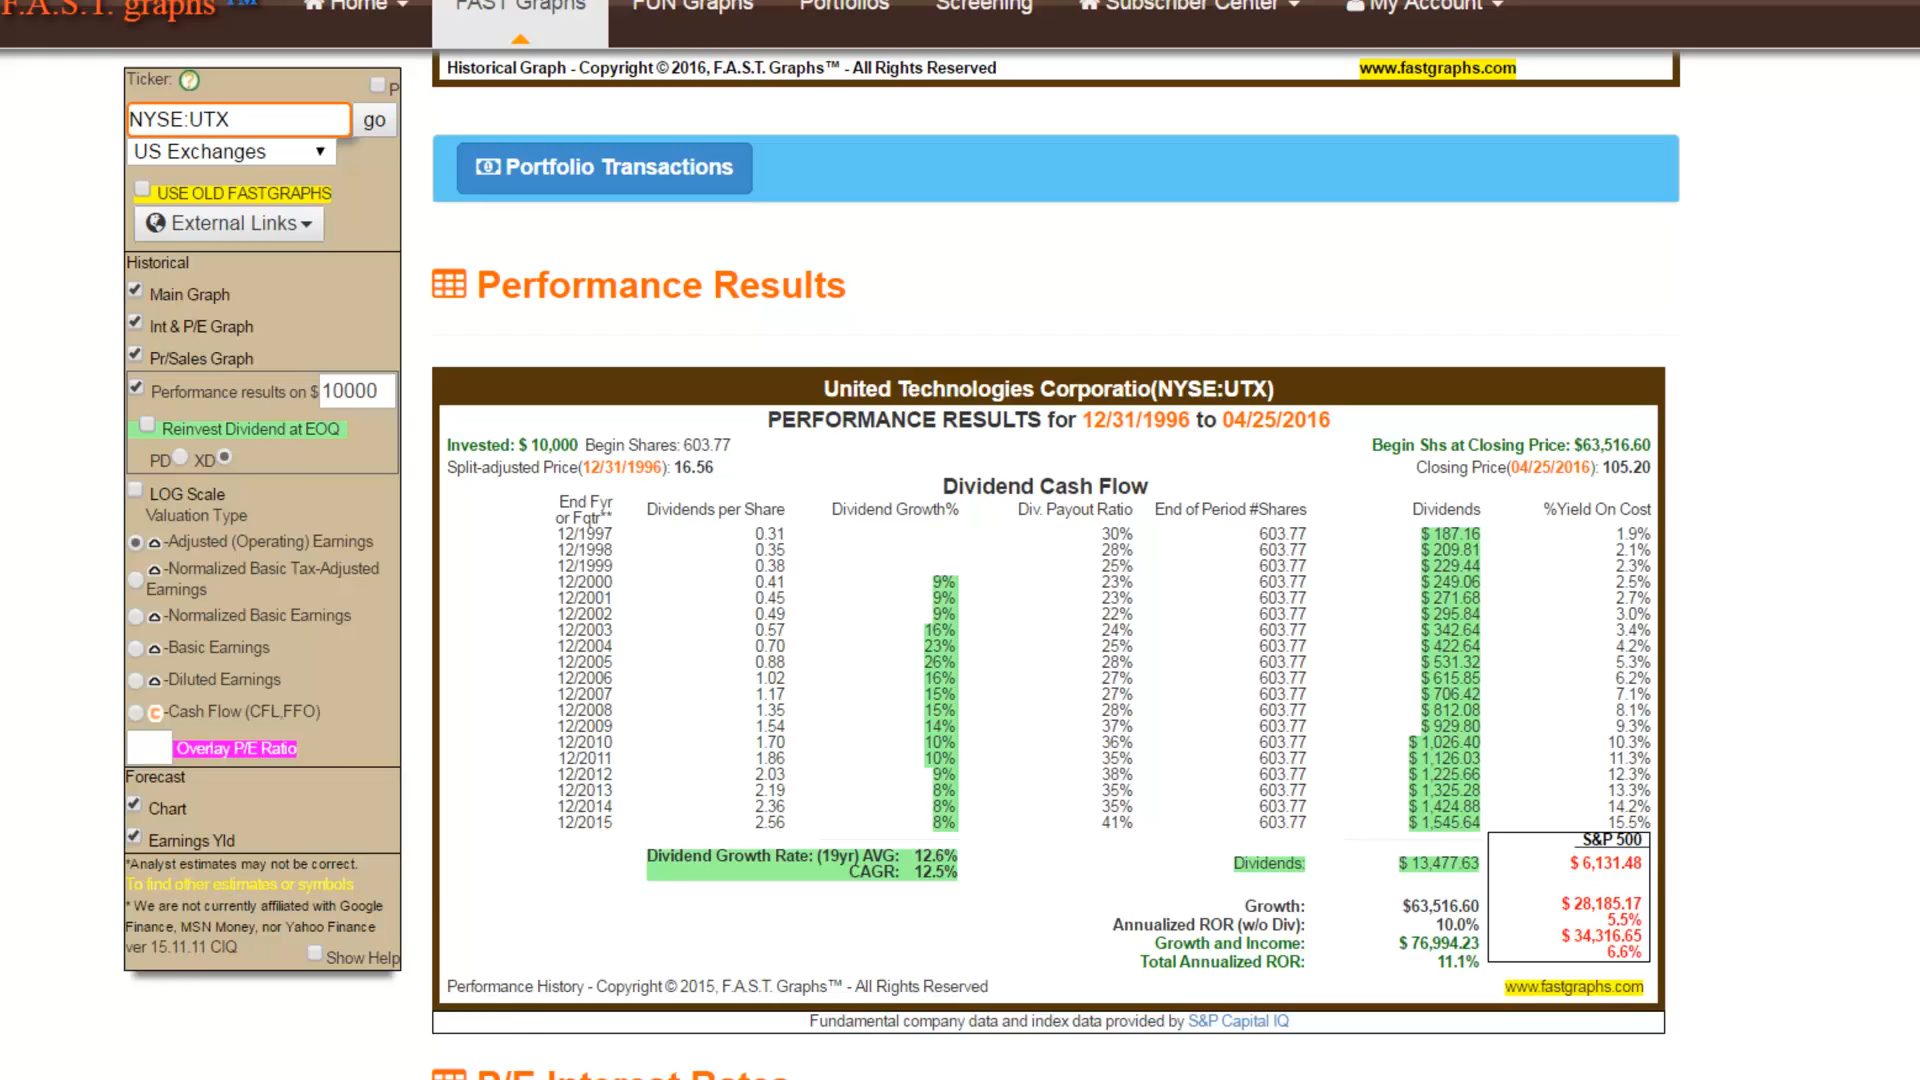 F.A.S.T. graphs ™
Home
FAST Graphs
FUN Graphs
Portfolios
Screening
Subscriber Center
My Account
Ticker:
P
NYSE:UTX
go
US Exchanges
USE OLD FASTGRAPHS
External Links
Historical
Main Graph
Int & P/E Graph
Pr/Sales Graph
Performance results on $ 10000
Reinvest Dividend at EOQ
PD XD
LOG Scale
Valuation Type
-Adjusted (Operating) Earnings
-Normalized Basic Tax-Adjusted
Earnings
-Normalized Basic Earnings
-Basic Earnings
-Diluted Earnings
C-Cash Flow (CFL,FFO)
Overlay P/E Ratio
Forecast
Chart
Earnings Yld
*Analyst estimates may not be correct.
To find other estimates or symbols
* We are not currently affiliated with Google
Finance, MSN Money, nor Yahoo Finance
ver 15.11.11 CIQ
Show Help
Historical Graph - Copyright © 2016, F.A.S.T. Graphs™ - All Rights Reserved www.fastgraphs.com
Portfolio Transactions
Performance Results
United Technologies Corporatio(NYSE:UTX)
PERFORMANCE RESULTS for 12/31/1996 to 04/25/2016
Invested: $ 10,000 Begin Shares: 603.77 Begin Shs at Closing Price: $63,516.60
Split-adjusted Price(12/31/1996): 16.56 Closing Price(04/25/2016): 105.20
Dividend Cash Flow
End Fyr
or Fqtr** Dividends per Share Dividend Growth% Div. Payout Ratio End of Period #Shares Dividends %Yield On Cost
12/1997 0.31 30% 603.77 $ 187.16 1.9%
12/1998 0.35 28% 603.77 $ 209.81 2.1%
12/1999 0.38 25% 603.77 $ 229.44 2.3%
12/2000 0.41 9% 23% 603.77 $ 249.06 2.5%
12/2001 0.45 9% 23% 603.77 $ 271.68 2.7%
12/2002 0.49 9% 22% 603.77 $ 295.84 3.0%
12/2003 0.57 16% 24% 603.77 $ 342.64 3.4%
12/2004 0.70 23% 25% 603.77 $ 422.64 4.2%
12/2005 0.88 26% 28% 603.77 $ 531.32 5.3%
12/2006 1.02 16% 27% 603.77 $ 615.85 6.2%
12/2007 1.17 15% 27% 603.77 $ 706.42 7.1%
12/2008 1.35 15% 28% 603.77 $ 812.08 8.1%
12/2009 1.54 14% 37% 603.77 $ 929.80 9.3%
12/2010 1.70 10% 36% 603.77 $ 1,026.40 10.3%
12/2011 1.86 10% 35% 603.77 $ 1,126.03 11.3%
12/2012 2.03 9% 38% 603.77 $ 1,225.66 12.3%
12/2013 2.19 8% 35% 603.77 $ 1,325.28 13.3%
12/2014 2.36 8% 35% 603.77 $ 1,424.88 14.2%
12/2015 2.56 8% 41% 603.77 $ 1,545.64 15.5%
S&P 500
Dividend Growth Rate: (19yr) AVG: 12.6%
CAGR: 12.5%
Dividends: $ 13,477.63 $ 6,131.48
Growth: $63,516.60 $ 28,185.17
Annualized ROR (w/o Div): 10.0% 5.5%
Growth and Income: $ 76,994.23 $ 34,316.65
Total Annualized ROR: 11.1% 6.6%
Performance History - Copyright © 2015, F.A.S.T. Graphs™ - All Rights Reserved www.fastgraphs.com
Fundamental company data and index data provided by S&P Capital IQ
P/E Interest Rates